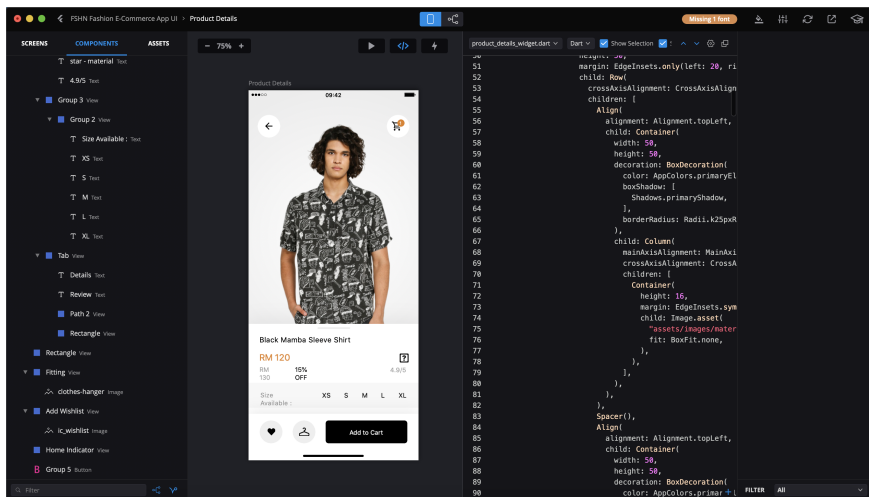 FSHN Fashion E-Commerce App UI > Product Details
Missing 1 font
SCREENS COMPONENTS ASSETS
star - material Text
4.9/5 Text
Group 3 View
Group 2 View
Size Available : Text
XS Text
S Text
M Text
L Text
XL Text
Tab View
Details Text
Review Text
Path 2 View
Rectangle View
Rectangle View
Fitting View
clothes-hanger Image
Add Wishlist View
ic_wishlist Image
Home Indicator View
B Group 5 Button
Filter
− 75% +
Product Details
09:42
Black Mamba Sleeve Shirt
RM 120
?
RM 130
15% OFF
4.9/5
Size Available :
XS S M L XL
Add to Cart
product_details_widget.dart Dart Show Selection
51 margin: EdgeInsets.only(left: 20, ri
52 child: Row(
53 crossAxisAlignment: CrossAxisAlign
54 children: [
55 Align(
56 alignment: Alignment.topLeft,
57 child: Container(
58 width: 50,
59 height: 50,
60 decoration: BoxDecoration(
61 color: AppColors.primaryEl
62 boxShadow: [
63 Shadows.primaryShadow,
64 ],
65 borderRadius: Radii.k25pxR
66 ),
67 child: Column(
68 mainAxisAlignment: MainAxi
69 crossAxisAlignment: CrossA
70 children: [
71 Container(
72 height: 16,
73 margin: EdgeInsets.sym
74 child: Image.asset(
75 "assets/images/mater
76 fit: BoxFit.none,
77 ),
78 ),
79 ],
80 ),
81 ),
82 ),
83 Spacer(),
84 Align(
85 alignment: Alignment.topLeft,
86 child: Container(
87 width: 50,
88 height: 50,
89 decoration: BoxDecoration(
90 color: AppColors.primar
FILTER All